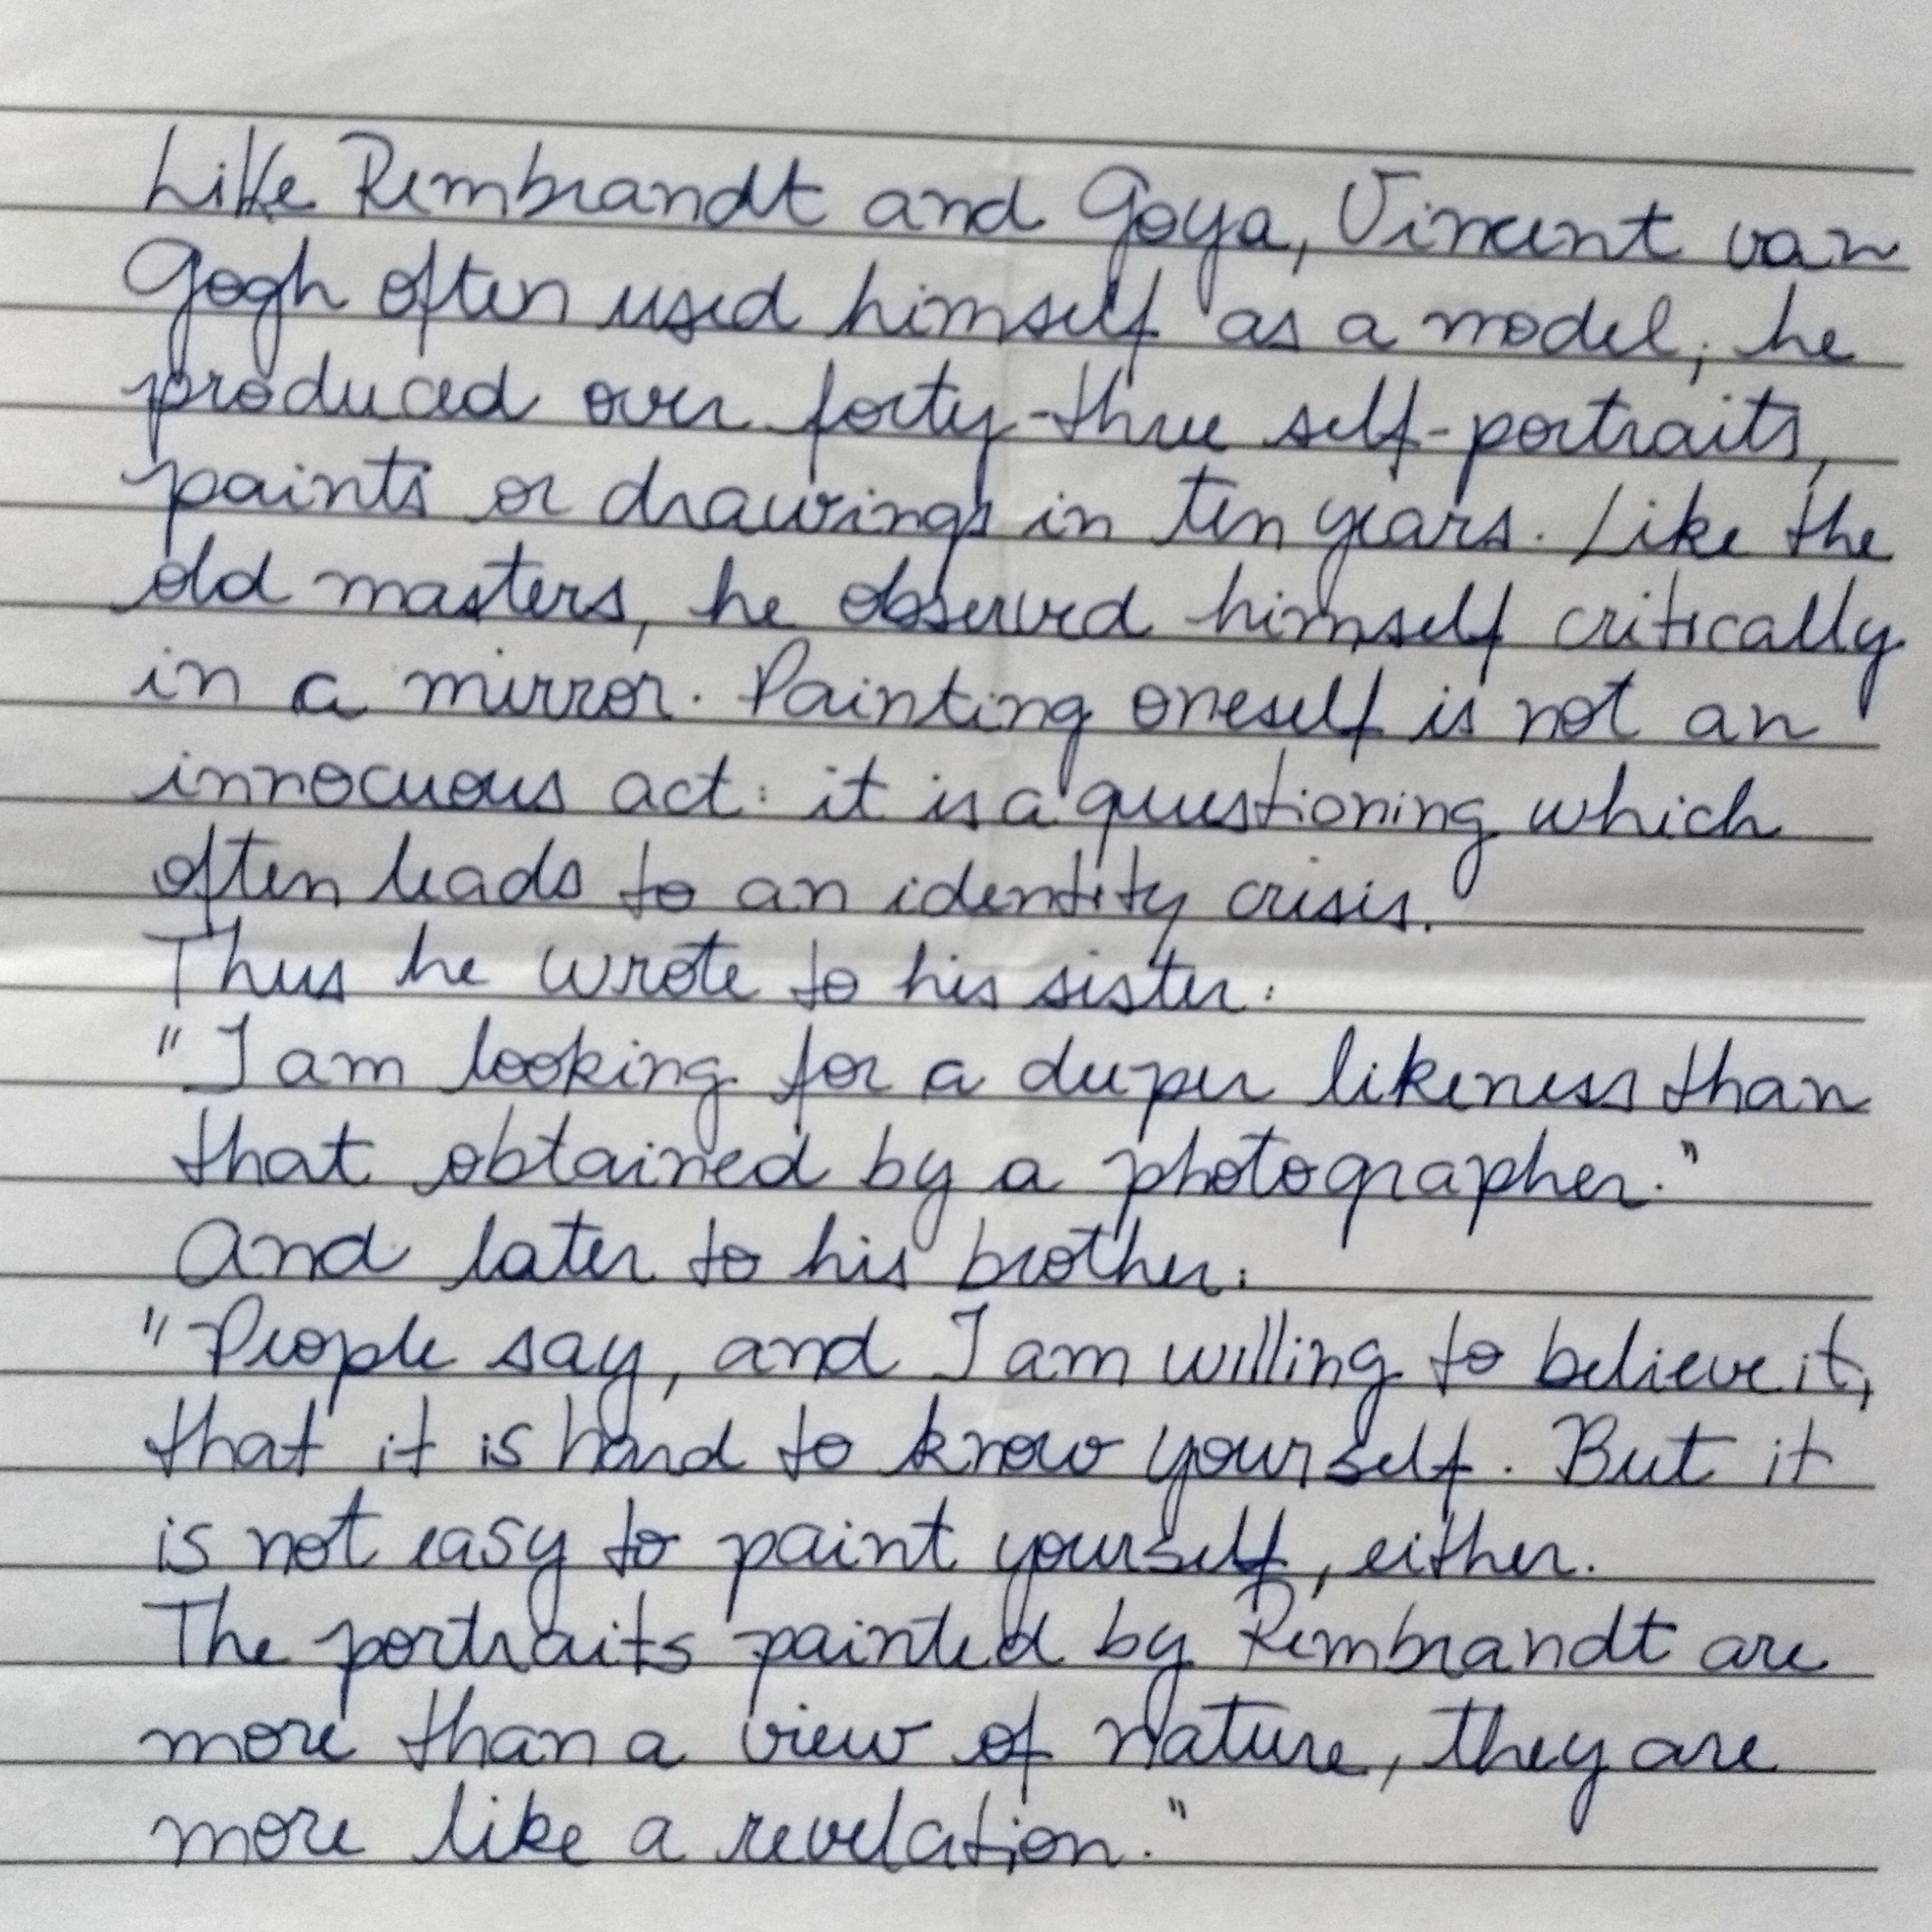 Like Rembrandt and Goya, Vincent van
Gogh often used himself as a model; he
produced over forty-three self-portraits,
paints or drawings in ten years. Like the
old masters, he observed himself critically
in a mirror. Painting oneself is not an
innocuous act: it is a questioning which
often leads to an identity crisis.
Thus he wrote to his sister:
"I am looking for a deeper likeness than
that obtained by a photographer."
And later to his brother:
"People say, and I am willing to believe it,
that it is hard to know yourself. But it
is not easy to paint yourself, either.
The portraits painted by Rembrandt are
more than a view of nature, they are
more like a revelation."